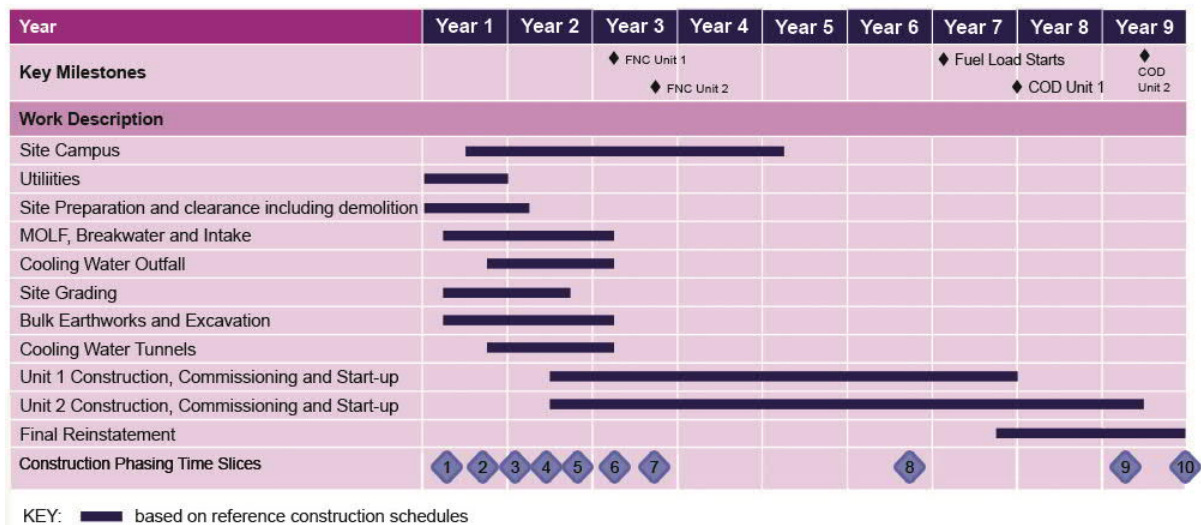 Year Year 1 Year 2 Year 3 Year 4 Year 5 Year 6 Year 7 Year 8 Year 9
Key Milestones
FNC Unit 1
Fuel Load Starts
FNC Unit 2
COD Unit 1
COD
Unit 2
Work Description
Site Campus
Utiliities
Site Preparation and clearance including demolition
MOLF, Breakwater and Intake
Cooling Water Outfall
Site Grading
Bulk Earthworks and Excavation
Cooling Water Tunnels
Unit 1 Construction, Commissioning and Start-up
Unit 2 Construction, Commissioning and Start-up
Final Reinstatement
Construction Phasing Time Slices 1 2 3 4 5 6 7 8 9 10
KEY: based on reference construction schedules